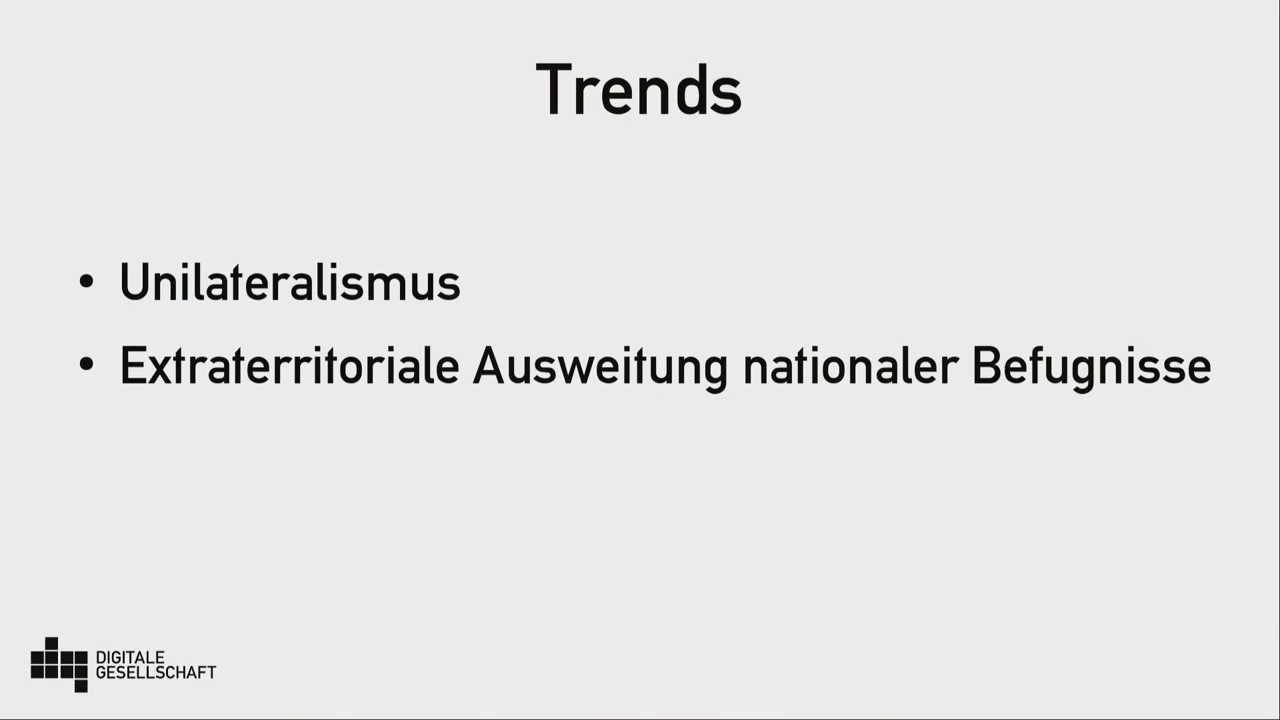 Trends
• Unilateralismus
• Extraterritoriale Ausweitung nationaler Befugnisse
DIGITALE
GESELLSCHAFT